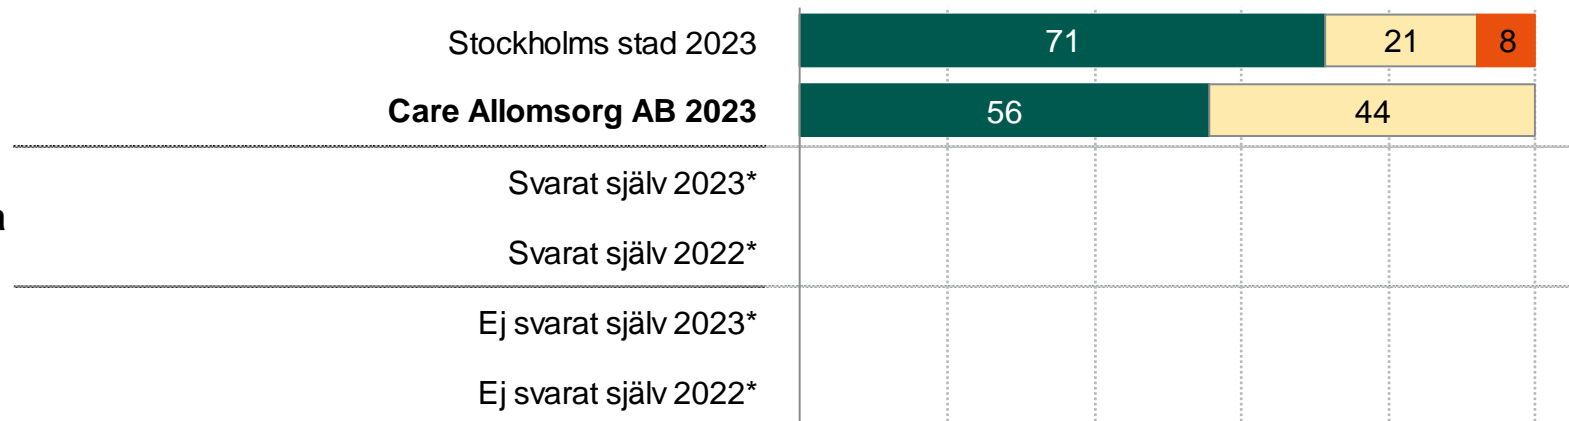 Stockholms stad 2023 71 21 8
Care Allomsorg AB 2023 56 44
Svarat själv 2023*
Svarat själv 2022*
Ej svarat själv 2023*
Ej svarat själv 2022*